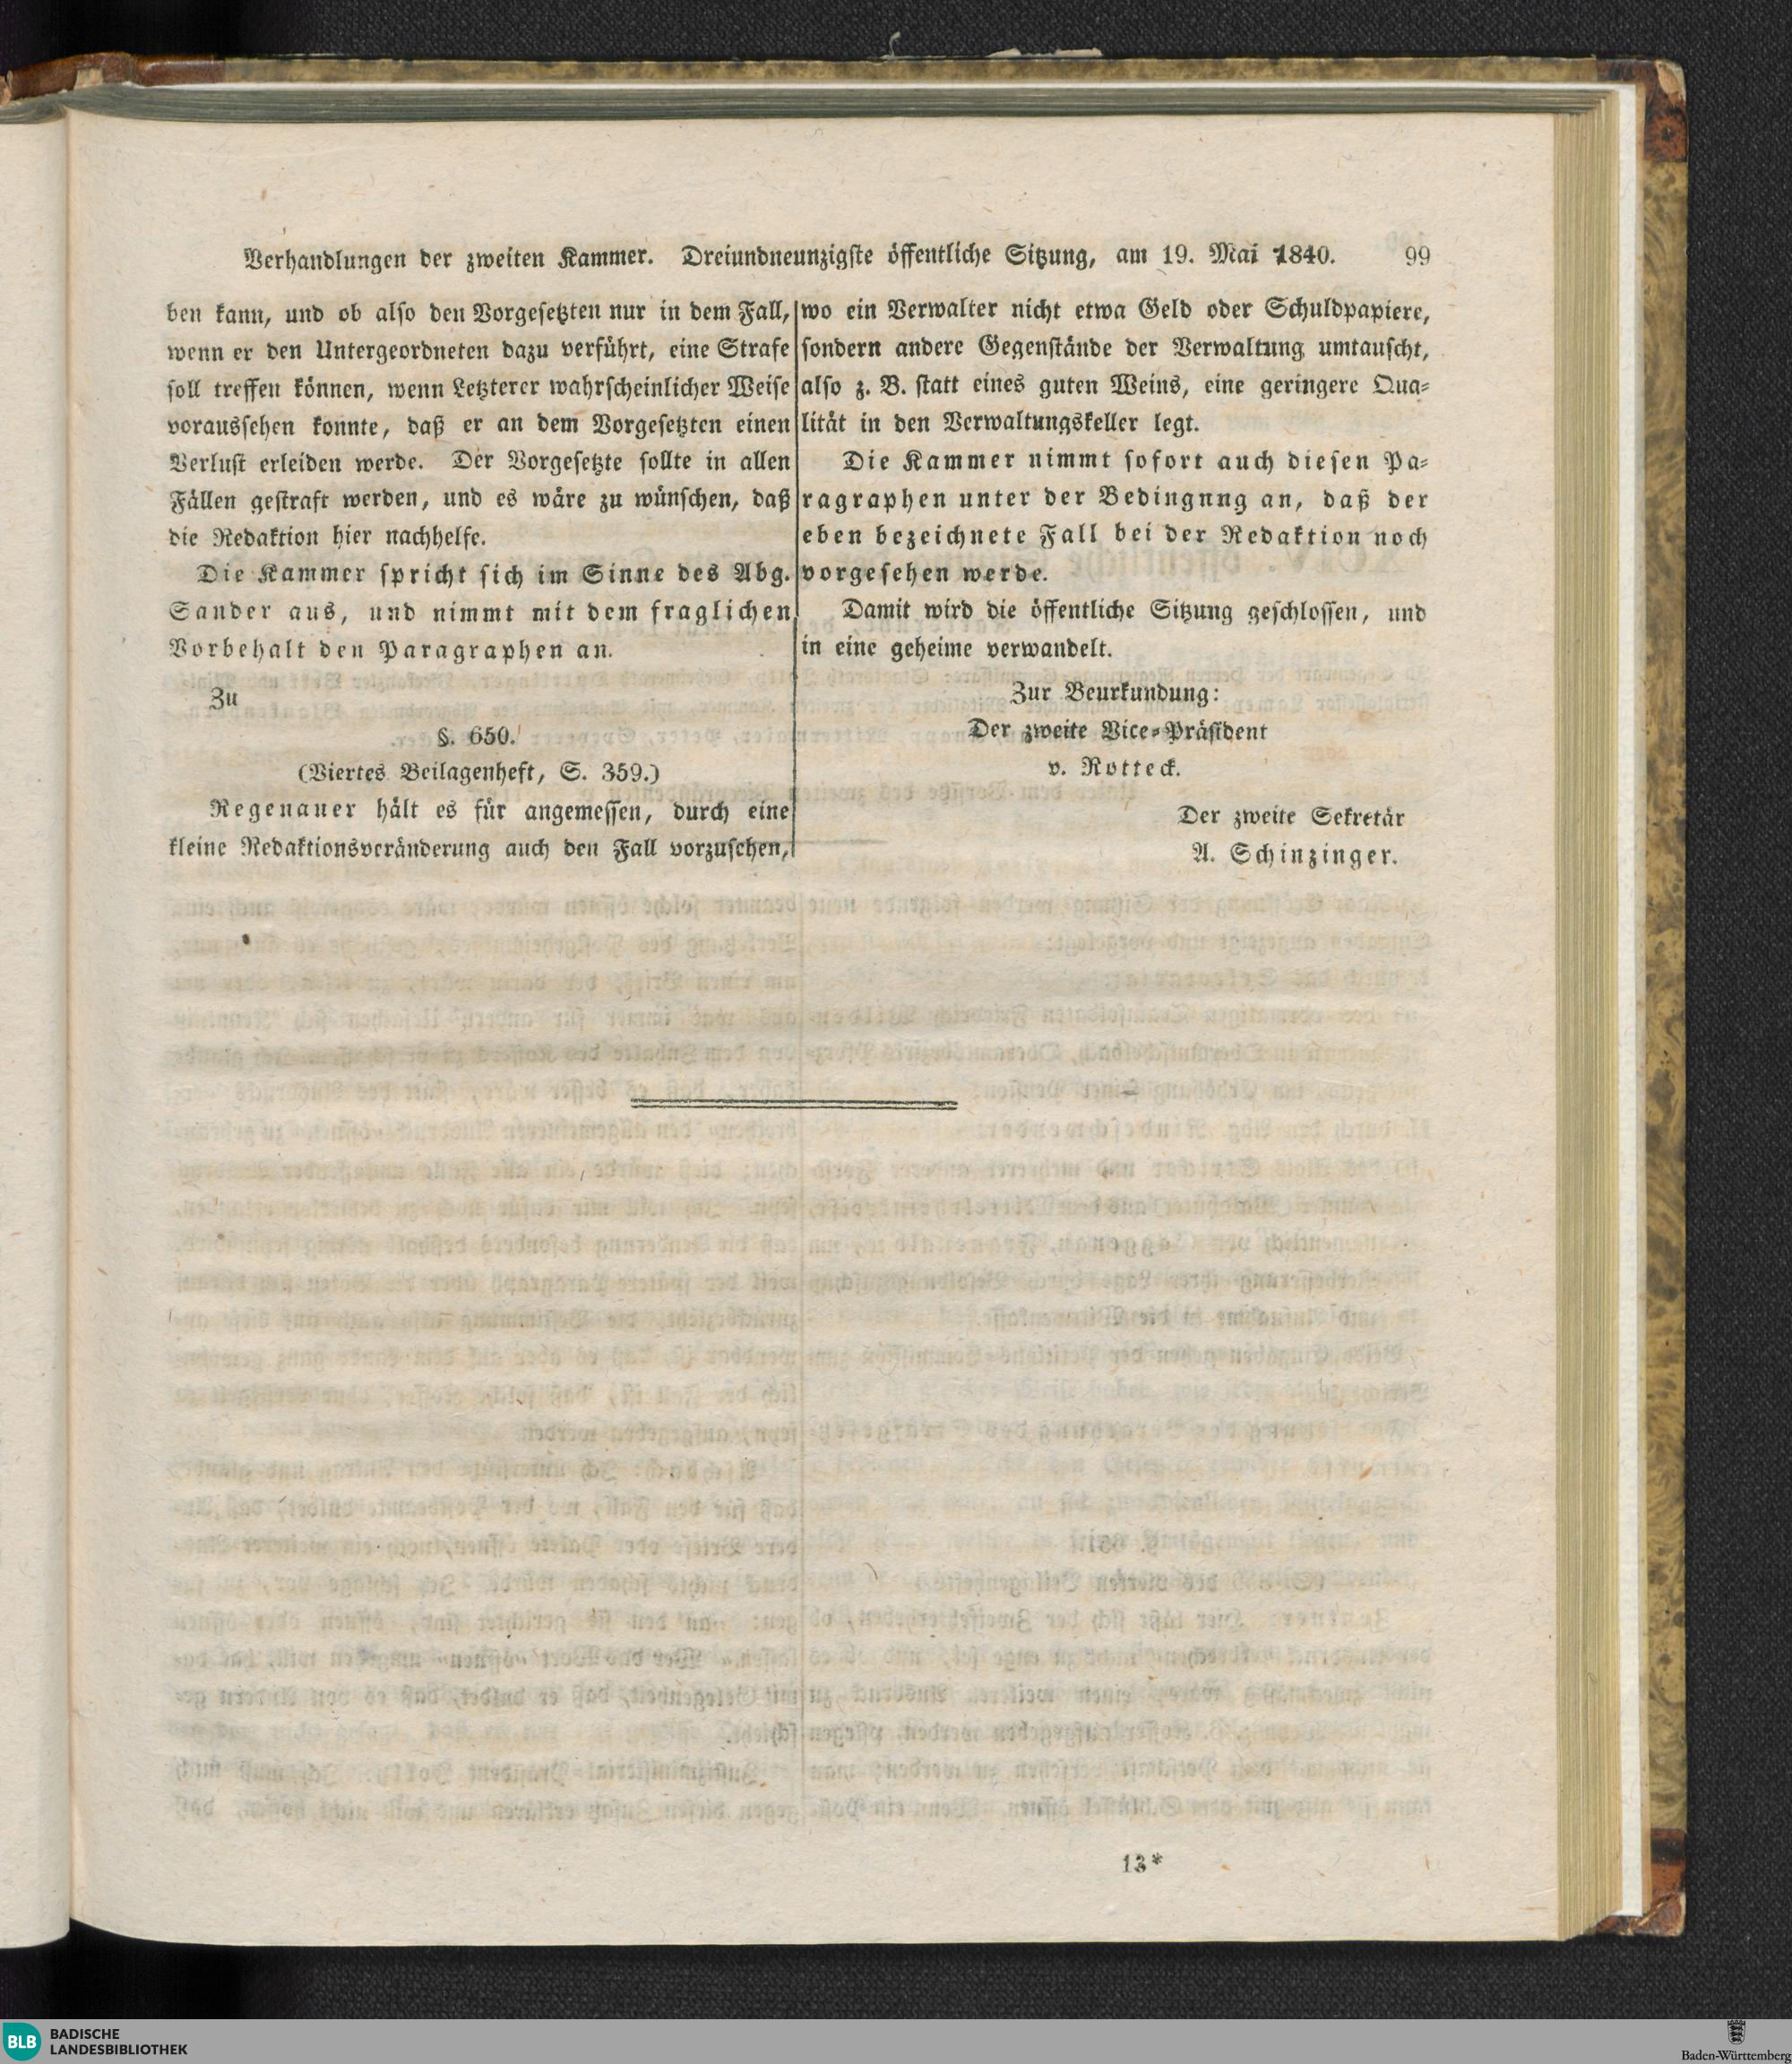 Verhandlungen der zweiten Kammer. Dreiundneunzigste öffentliche Sitzung, am 19. Mai 1840. 99
ben kann, und ob also den Vorgesetzten nur in dem Fall,
wenn er den Untergeordneten dazu verführt, eine Strafe
soll treffen können, wenn Letzterer wahrscheinlicher Weise
voraussehen konnte, daß er an dem Vorgesetzten einen
Verlust erleiden werde. Der Vorgesetzte sollte in allen
Fällen gestraft werden, und es wäre zu wünschen, daß
die Redaktion hier nachhelfe.
Die Kammer spricht sich im Sinne des Abg.
Sander aus, und nimmt mit dem fraglichen
Vorbehalt den Paragraphen an.
Zu
§. 650.
(Viertes Beilagenheft, S. 359.)
Regenauer hält es für angemessen, durch eine
kleine Redaktionsveränderung auch den Fall vorzusehen,
wo ein Verwalter nicht etwa Geld oder Schuldpapiere,
sondern andere Gegenstände der Verwaltung umtauscht,
also z. B. statt eines guten Weins, eine geringere Qua-
lität in den Verwaltungskeller legt.
Die Kammer nimmt sofort auch diesen Pa-
ragraphen unter der Bedingnng an, daß der
eben bezeichnete Fall bei der Redaktion noch
vorgesehen werde.
Damit wird die öffentliche Sitzung geschlossen, und
in eine geheime verwandelt.
Zur Beurkundung:
Der zweite Vice-Präsident
v. Rotteck.
Der zweite Sekretär
A. Schinzinger.
13*
BLB BADISCHE
LANDESBIBLIOTHEK
Baden-Württemberg